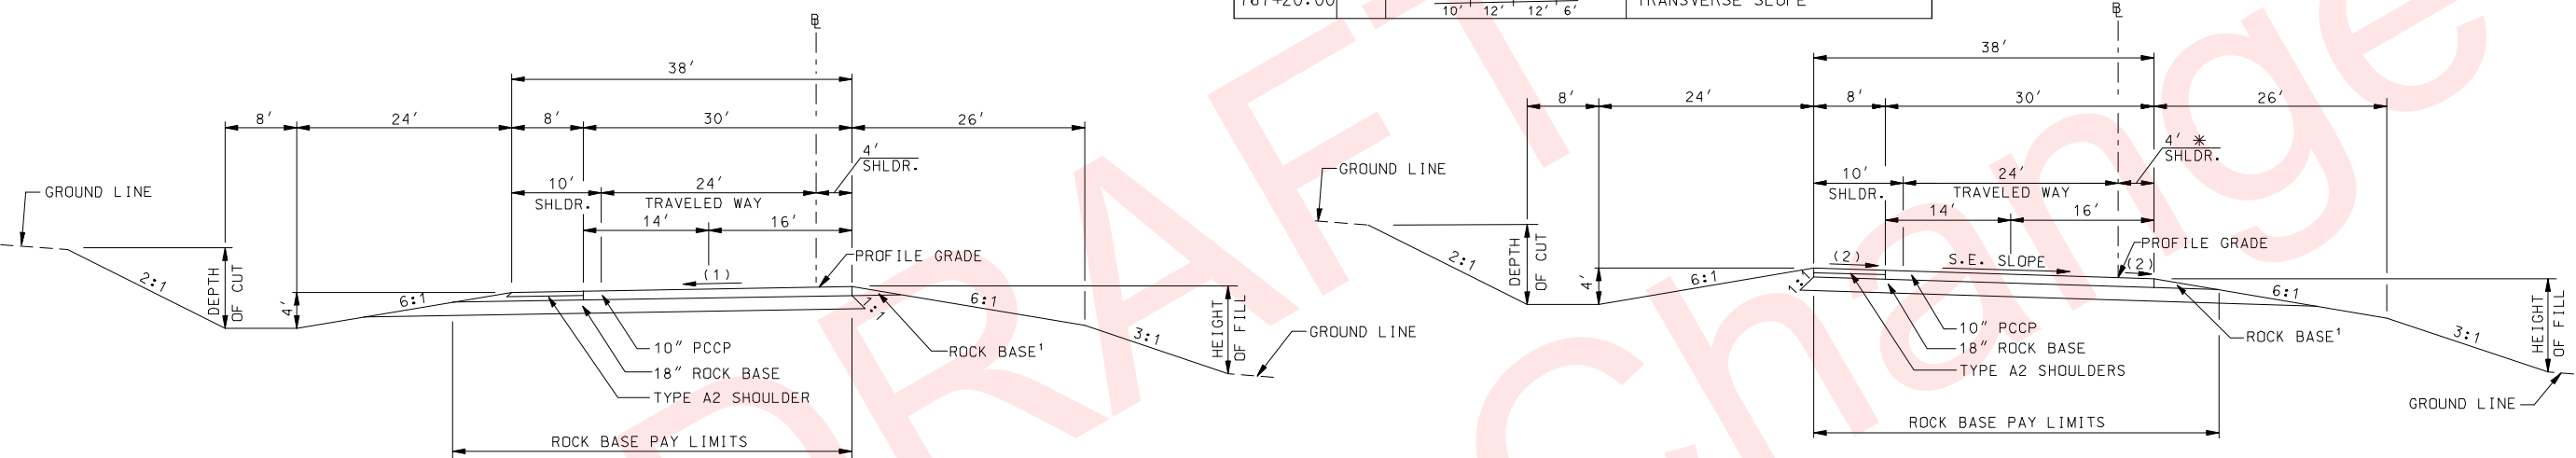 767+20.00
10' 12' 12' 6'
TRANSVERSE SLOPE
DRAFT
Change
℄
38'
8'
24'
8'
30'
26'
4'
SHLDR.
10'
SHLDR.
24'
TRAVELED WAY
14'
16'
GROUND LINE
PROFILE GRADE
(1)
2:1
DEPTH
OF CUT
4'
6:1
6:1
1:1
3:1
HEIGHT
OF FILL
GROUND LINE
10" PCCP
18" ROCK BASE
TYPE A2 SHOULDER
ROCK BASE¹
ROCK BASE PAY LIMITS
38'
8'
24'
8'
30'
26'
4' *
SHLDR.
10'
SHLDR.
24'
TRAVELED WAY
14'
16'
GROUND LINE
PROFILE GRADE
(2)
S.E. SLOPE
(2)
2:1
DEPTH
OF CUT
4'
6:1
1:1
6:1
3:1
HEIGHT
OF FILL
10" PCCP
18" ROCK BASE
TYPE A2 SHOULDERS
ROCK BASE¹
GROUND LINE
ROCK BASE PAY LIMITS